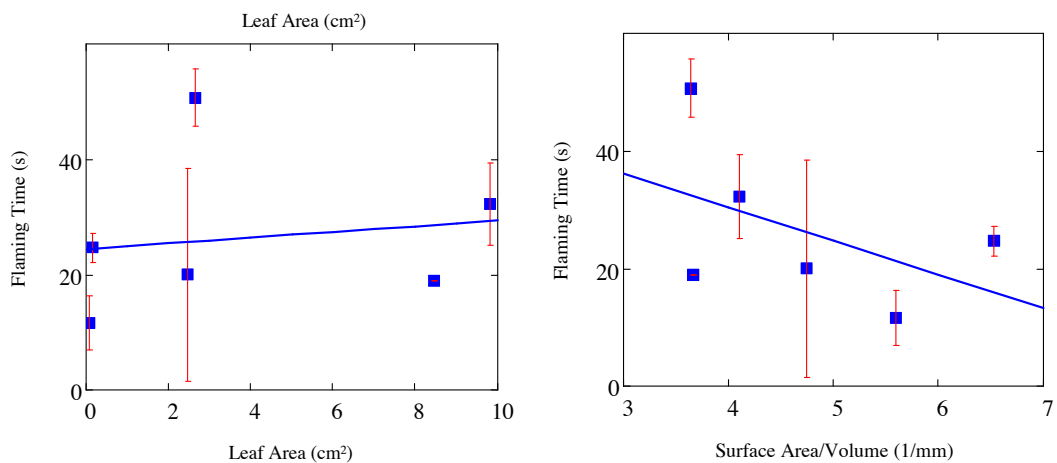 Leaf Area (cm²)
Flaming Time (s)
40
20
0
0 2 4 6 8 10
Leaf Area (cm²)
Flaming Time (s)
40
20
0
3 4 5 6 7
Surface Area/Volume (1/mm)